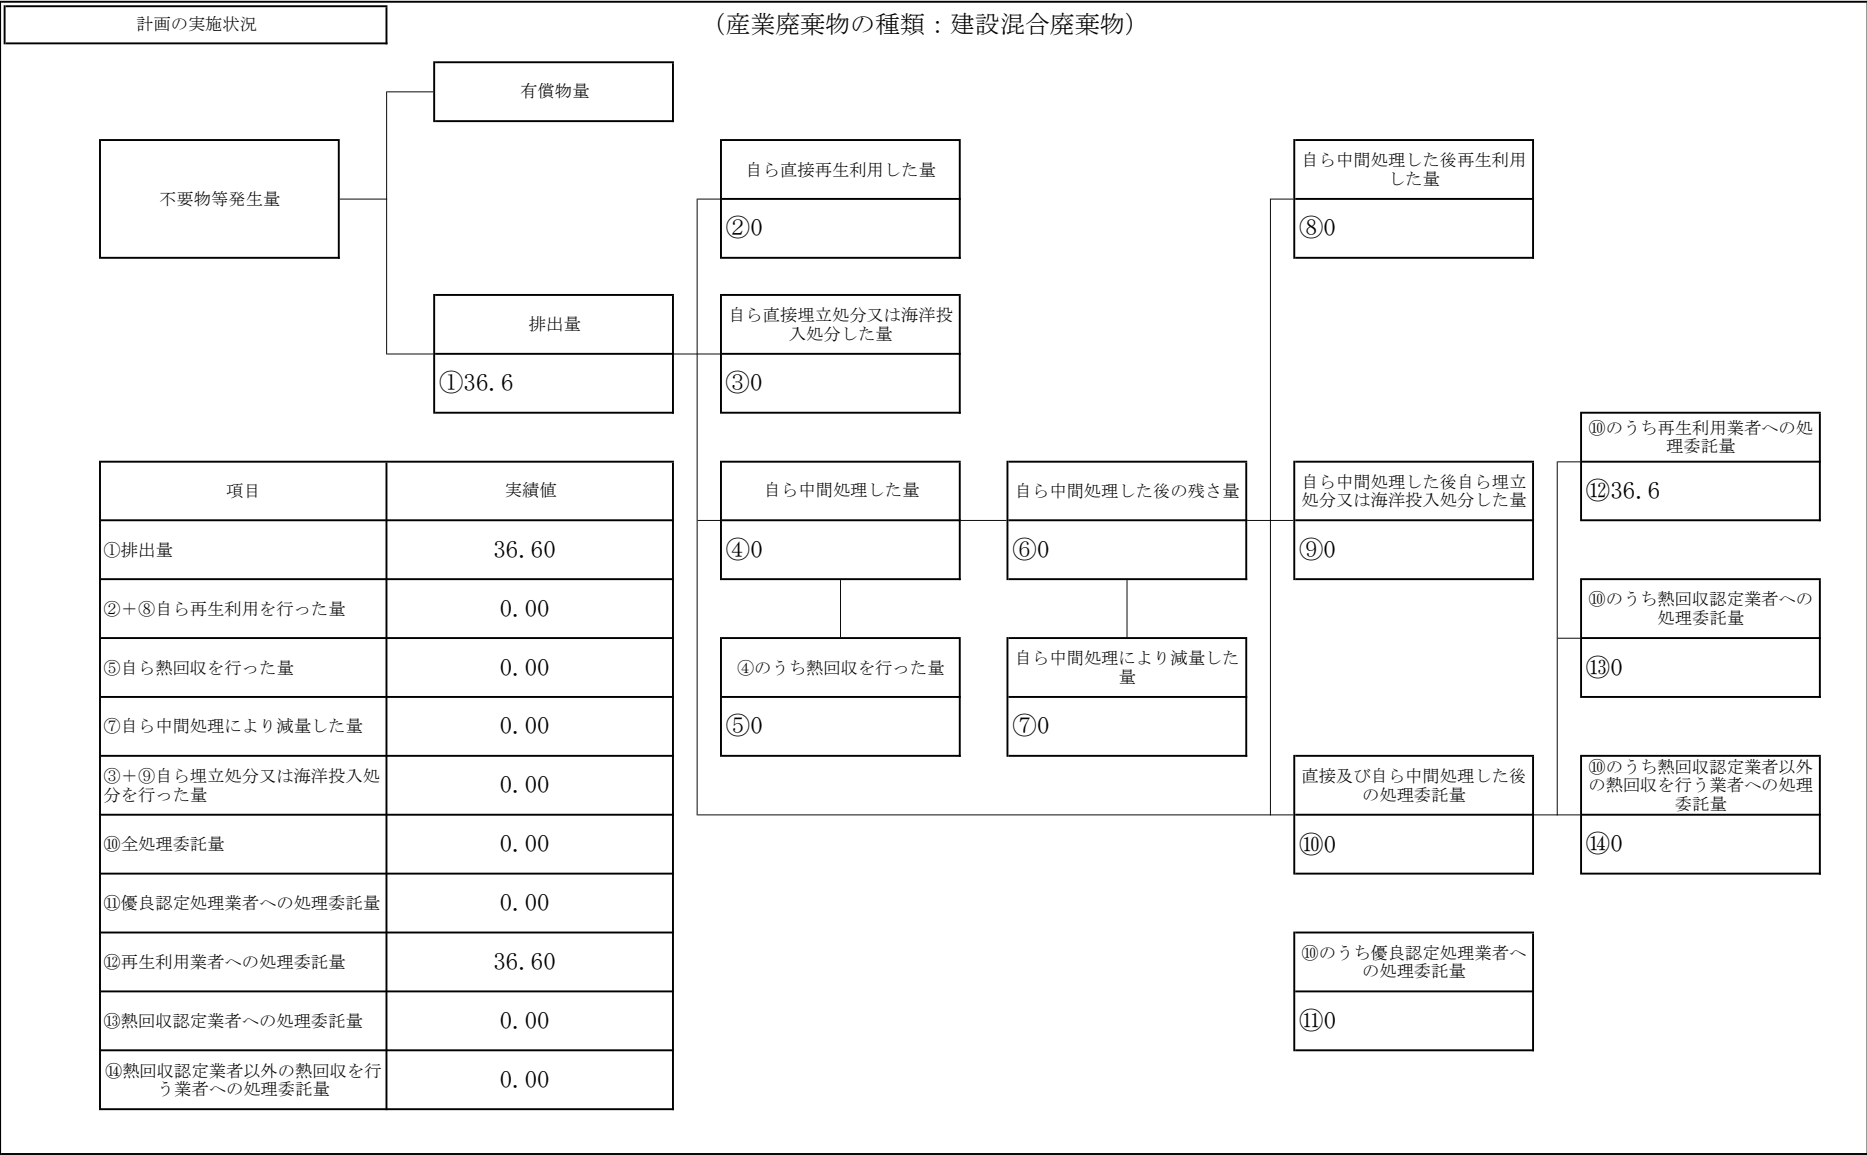 計画の実施状況
（産業廃棄物の種類：建設混合廃棄物）
有償物量
不要物等発生量
自ら直接再生利用した量
②0
自ら中間処理した後再生利用
した量
⑧0
排出量
①36.6
自ら直接埋立処分又は海洋投
入処分した量
③0
⑩のうち再生利用業者への処
理委託量
⑫36.6
自ら中間処理した量
④0
自ら中間処理した後の残さ量
⑥0
自ら中間処理した後自ら埋立
処分又は海洋投入処分した量
⑨0
⑩のうち熱回収認定業者への
処理委託量
⑬0
④のうち熱回収を行った量
⑤0
自ら中間処理により減量した
量
⑦0
直接及び自ら中間処理した後
の処理委託量
⑩0
⑩のうち熱回収認定業者以外
の熱回収を行う業者への処理
委託量
⑭0
⑩のうち優良認定処理業者へ
の処理委託量
⑪0
項目 実績値
①排出量 36.60
②＋⑧自ら再生利用を行った量 0.00
⑤自ら熱回収を行った量 0.00
⑦自ら中間処理により減量した量 0.00
③＋⑨自ら埋立処分又は海洋投入処
分を行った量 0.00
⑩全処理委託量 0.00
⑪優良認定処理業者への処理委託量 0.00
⑫再生利用業者への処理委託量 36.60
⑬熱回収認定業者への処理委託量 0.00
⑭熱回収認定業者以外の熱回収を行
う業者への処理委託量 0.00